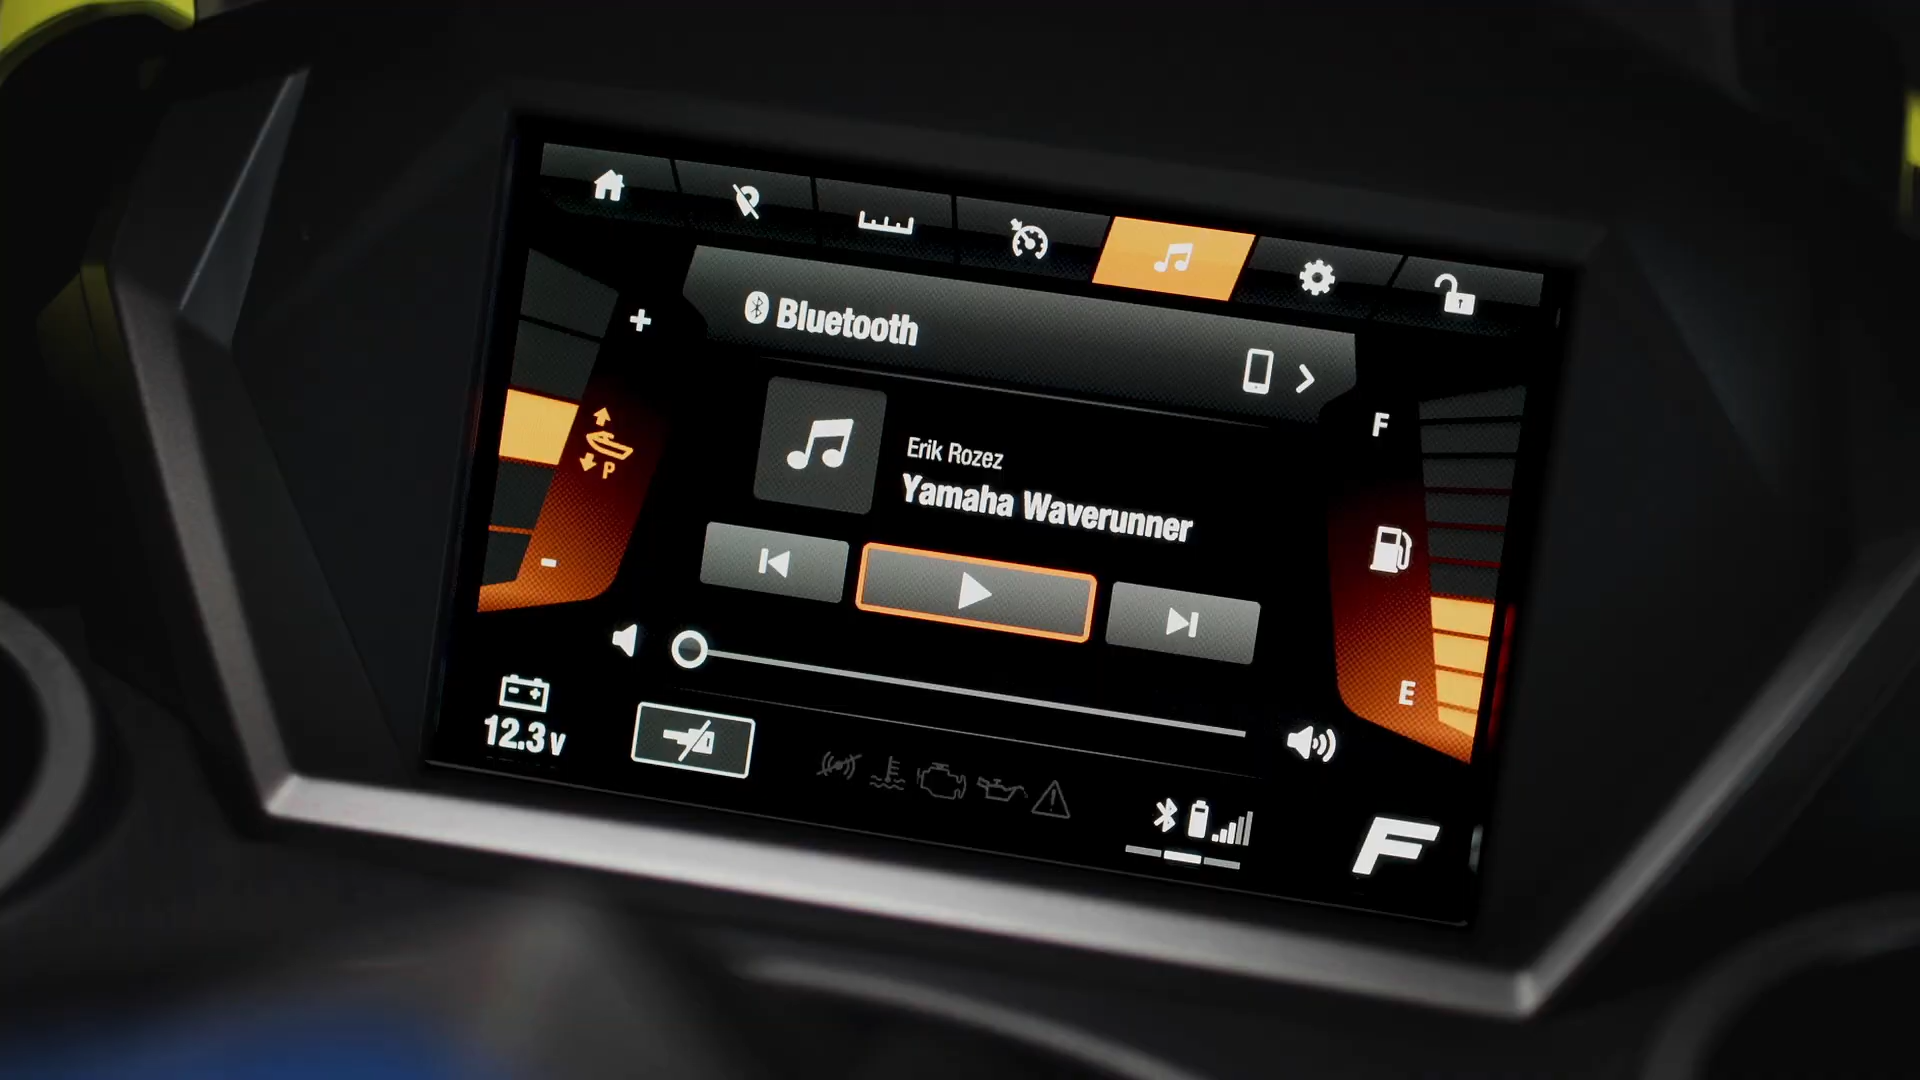 Bluetooth
+
F
P
Erik Rozez
Yamaha Waverunner
-
E
12.3v
F